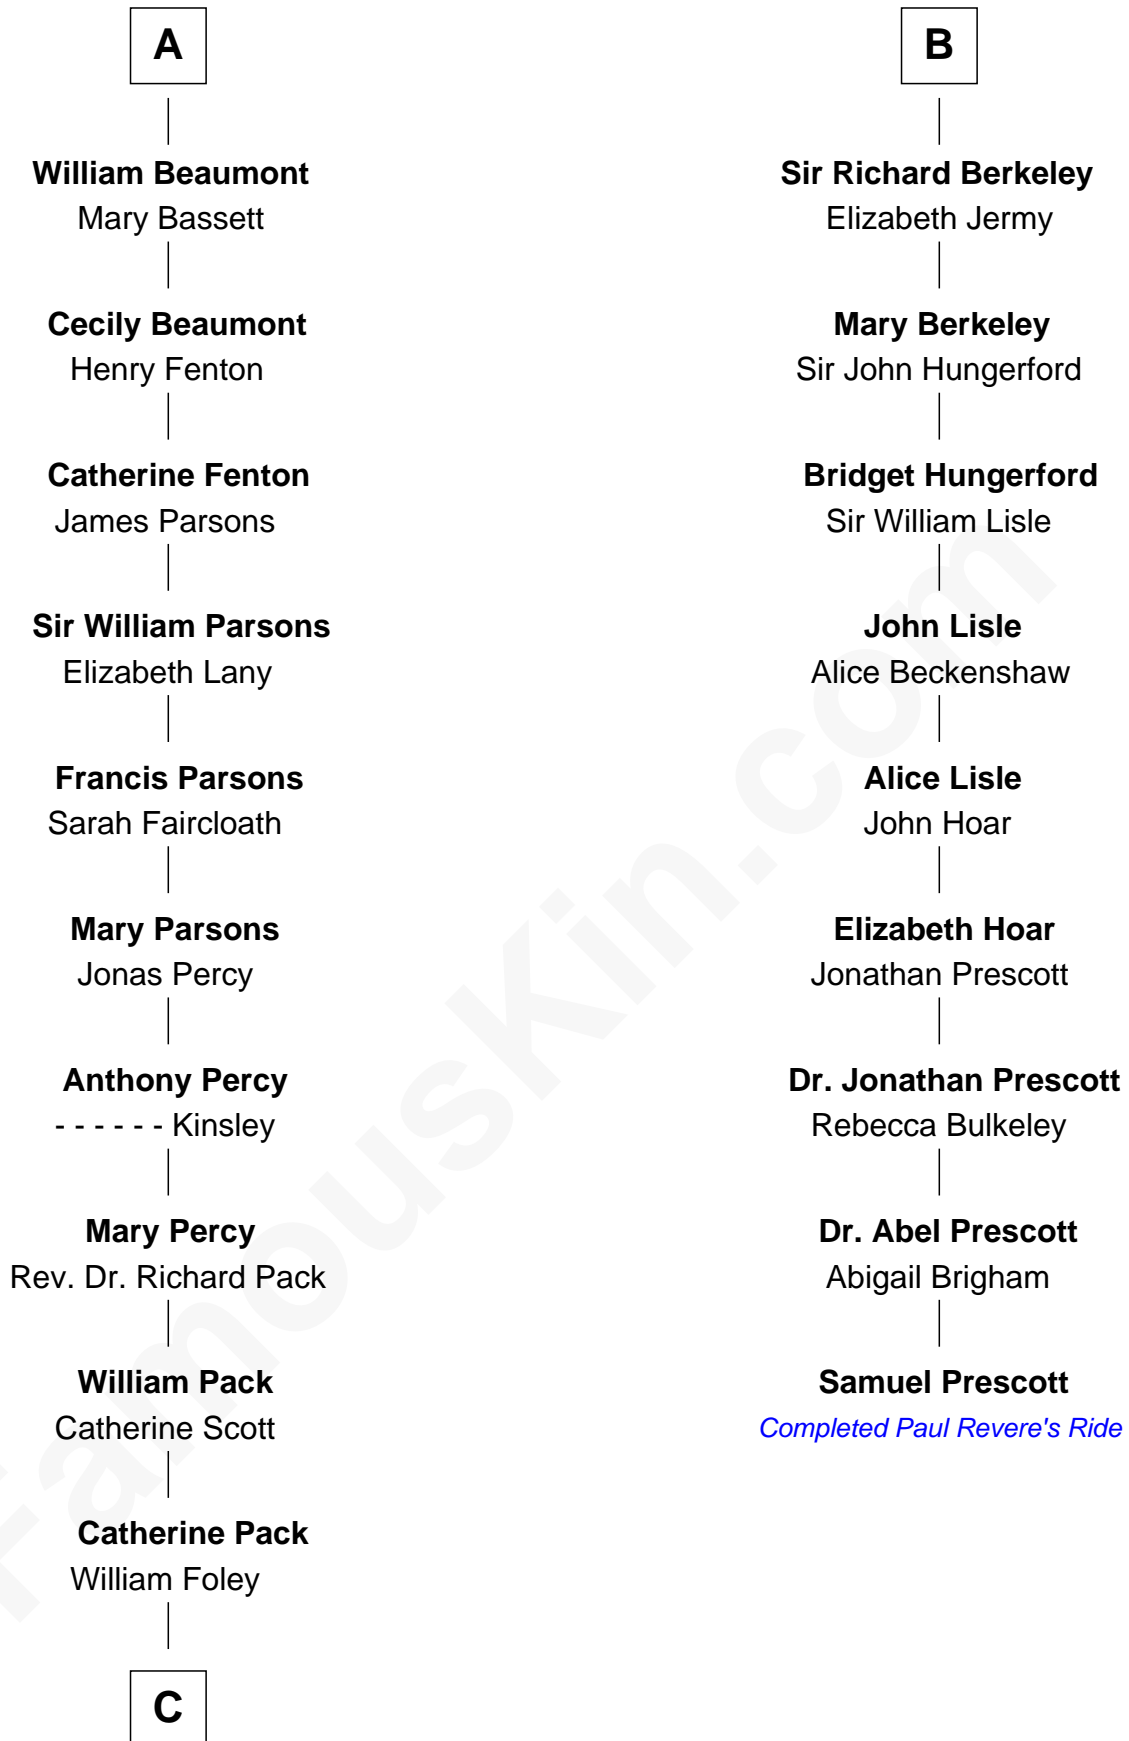 A
William Beaumont
Mary Bassett
Cecily Beaumont
Henry Fenton
Catherine Fenton
James Parsons
Sir William Parsons
Elizabeth Lany
Francis Parsons
Sarah Faircloath
Mary Parsons
Jonas Percy
Anthony Percy
- - - - - - Kinsley
Mary Percy
Rev. Dr. Richard Pack
William Pack
Catherine Scott
Catherine Pack
William Foley
C
B
Sir Richard Berkeley
Elizabeth Jermy
Mary Berkeley
Sir John Hungerford
Bridget Hungerford
Sir William Lisle
John Lisle
Alice Beckenshaw
Alice Lisle
John Hoar
Elizabeth Hoar
Jonathan Prescott
Dr. Jonathan Prescott
Rebecca Bulkeley
Dr. Abel Prescott
Abigail Brigham
Samuel Prescott
Completed Paul Revere's Ride
FamousKin.com